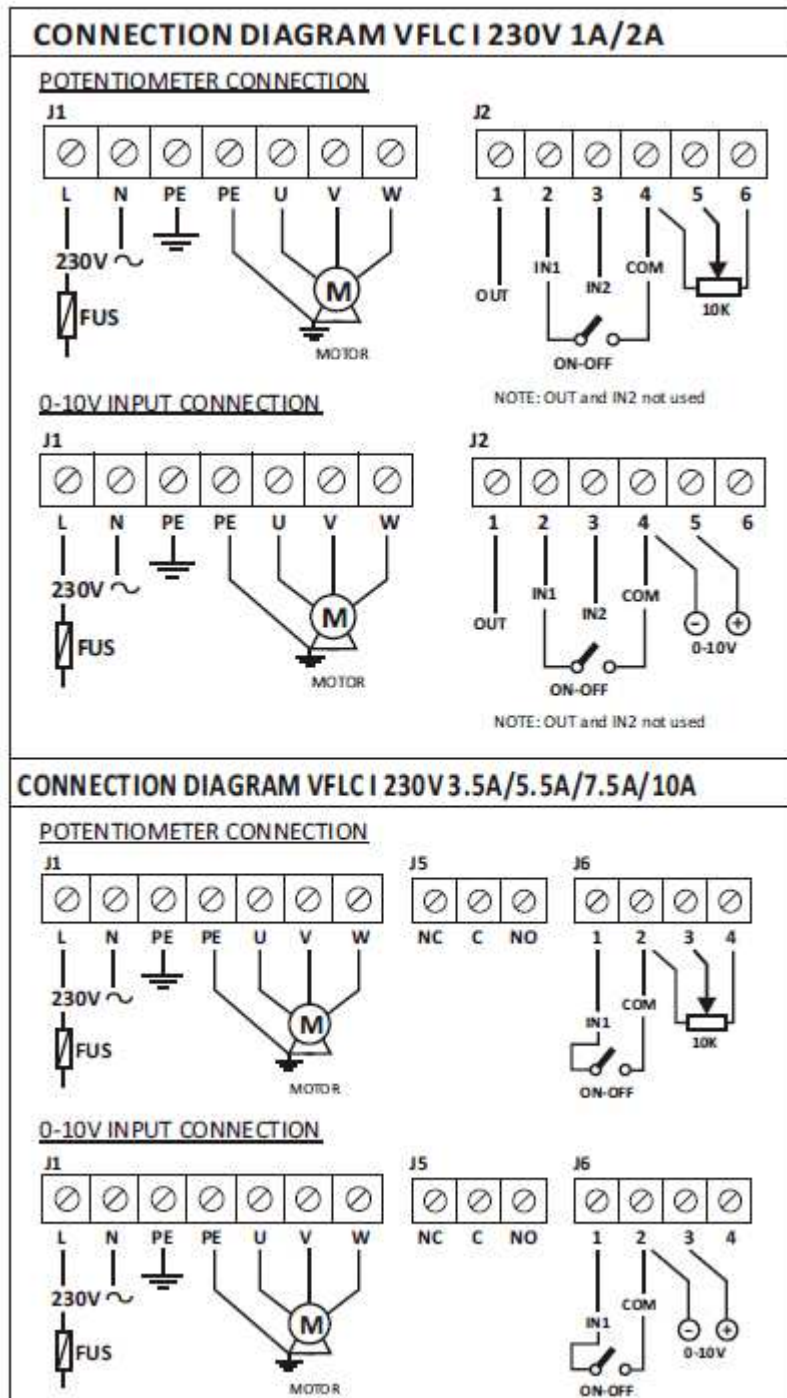 CONNECTION DIAGRAM VFLC I 230V 1A/2A
POTENTIOMETER CONNECTION
J1 J2
L N PE PE U V W 1 2 3 4 5 6
230V IN1 COM
OUT IN2
FUS M 10K
MOTOR ON-OFF
NOTE: OUT and IN2 not used
0-10V INPUT CONNECTION
J1 J2
L N PE PE U V W 1 2 3 4 5 6
230V IN1 COM
OUT IN2 - +
FUS M 0-10V
MOTOR ON-OFF
NOTE: OUT and IN2 not used
CONNECTION DIAGRAM VFLC I 230V 3.5A/5.5A/7.5A/10A
POTENTIOMETER CONNECTION
J1 J5 J6
L N PE PE U V W NC C NO 1 2 3 4
230V COM
IN1
FUS M 10K
MOTOR ON-OFF
0-10V INPUT CONNECTION
J1 J5 J6
L N PE PE U V W NC C NO 1 2 3 4
230V COM
IN1 - +
FUS M 0-10V
MOTOR ON-OFF